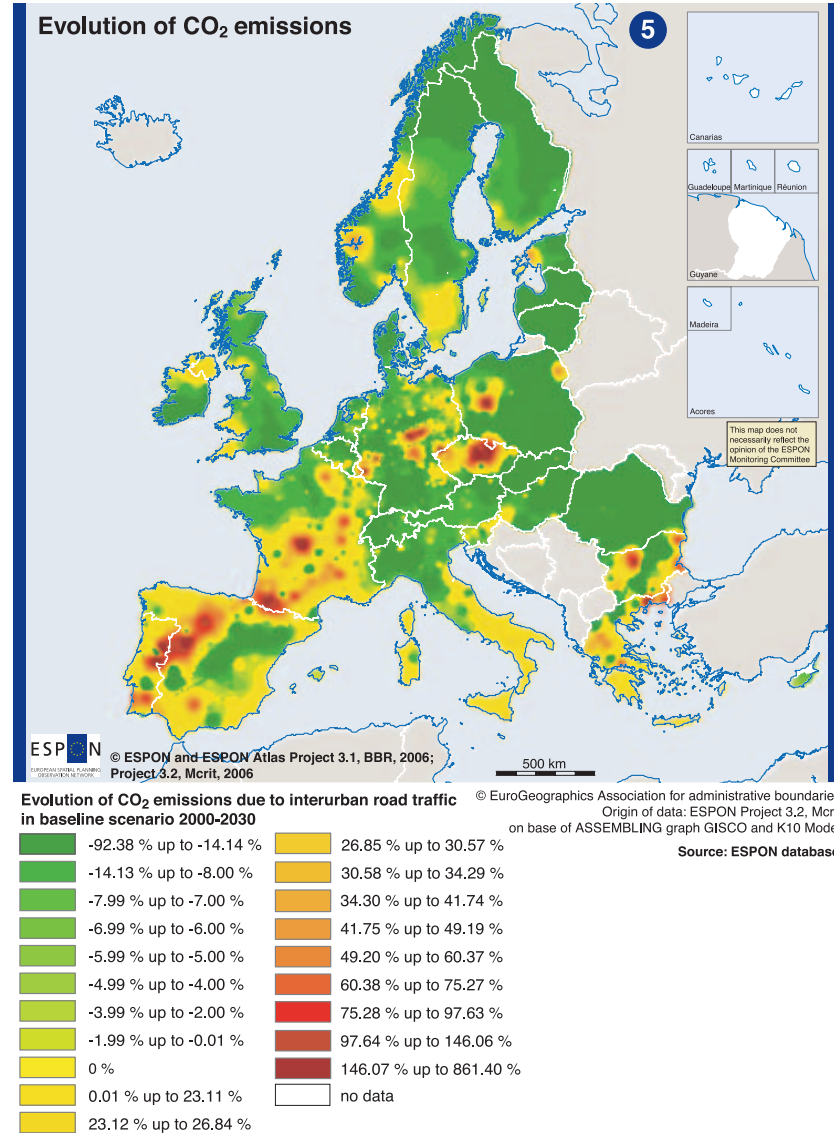 Evolution of CO2 emissions
5
Canarias
Guadeloupe
Martinique
Réunion
Guyane
Madeira
Acores
This map does not
necessarily reflect the
opinion of the ESPON
Monitoring Committee
ESPON
EUROPEAN SPATIAL PLANNING
OBSERVATION NETWORK
© ESPON and ESPON Atlas Project 3.1, BBR, 2006;
Project 3.2, Mcrit, 2006
500 km
Evolution of CO2 emissions due to interurban road traffic
in baseline scenario 2000-2030
© EuroGeographics Association for administrative boundarie
Origin of data: ESPON Project 3.2, Mcr
on base of ASSEMBLING graph GISCO and K10 Mode
Source: ESPON database
-92.38 % up to -14.14 %
-14.13 % up to -8.00 %
-7.99 % up to -7.00 %
-6.99 % up to -6.00 %
-5.99 % up to -5.00 %
-4.99 % up to -4.00 %
-3.99 % up to -2.00 %
-1.99 % up to -0.01 %
0 %
0.01 % up to 23.11 %
23.12 % up to 26.84 %
26.85 % up to 30.57 %
30.58 % up to 34.29 %
34.30 % up to 41.74 %
41.75 % up to 49.19 %
49.20 % up to 60.37 %
60.38 % up to 75.27 %
75.28 % up to 97.63 %
97.64 % up to 146.06 %
146.07 % up to 861.40 %
no data